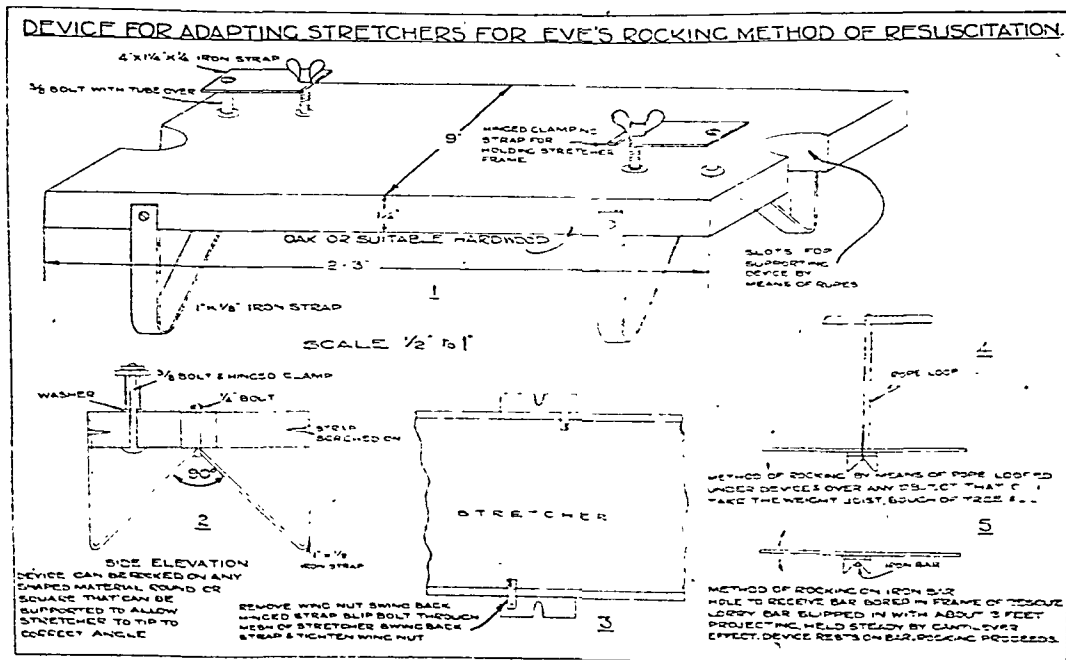 DEVICE FOR ADAPTING STRETCHERS FOR EVE'S ROCKING METHOD OF RESUSCITATION.
4" X 1¼" X ¼ IRON STRAP
3/8 BOLT WITH TUBE OVER
9"
HINGED CLAMPING
STRAP FOR
HOLDING STRETCHER
FRAME
OAK OR SUITABLE HARDWOOD
2-3"
1
1" X 1/8" IRON STRAP
SLOTS FOR
SUPPORTING
DEVICE BY
MEANS OF ROPES
SCALE 1/2" TO 1"
3/8 BOLT & HINGED CLAMP
WASHER
¼" BOLT
STRAP
SCREWED ON
90°
2
1" X 1/8
IRON STRAP
SIDE ELEVATION
DEVICE CAN BE ROCKED ON ANY
SHAPED MATERIAL ROUND OR
SQUARE THAT CAN BE
SUPPORTED TO ALLOW
STRETCHER TO TIP TO
CORRECT ANGLE
STRETCHER
3
REMOVE WING NUT SWING BACK
HINGED STRAP SLIP BOLT THROUGH
MESH OF STRETCHER SWING BACK
STRAP & TIGHTEN WING NUT
4
ROPE LOOP
METHOD OF ROCKING BY MEANS OF ROPE LOOPED
UNDER DEVICES OVER ANY OBJECT THAT
TAKE THE WEIGHT JOIST, BOUGH OF TREE
5
IRON BAR
METHOD OF ROCKING ON IRON BAR
HOLE TO RECEIVE BAR BORED IN FRAME OF RESCUE
LORRY BAR SLIPPED IN WITH ABOUT 3 FEET
PROJECTING, HELD STEADY BY CANTILEVER
EFFECT. DEVICE RESTS ON BAR, ROCKING PROCEEDS.